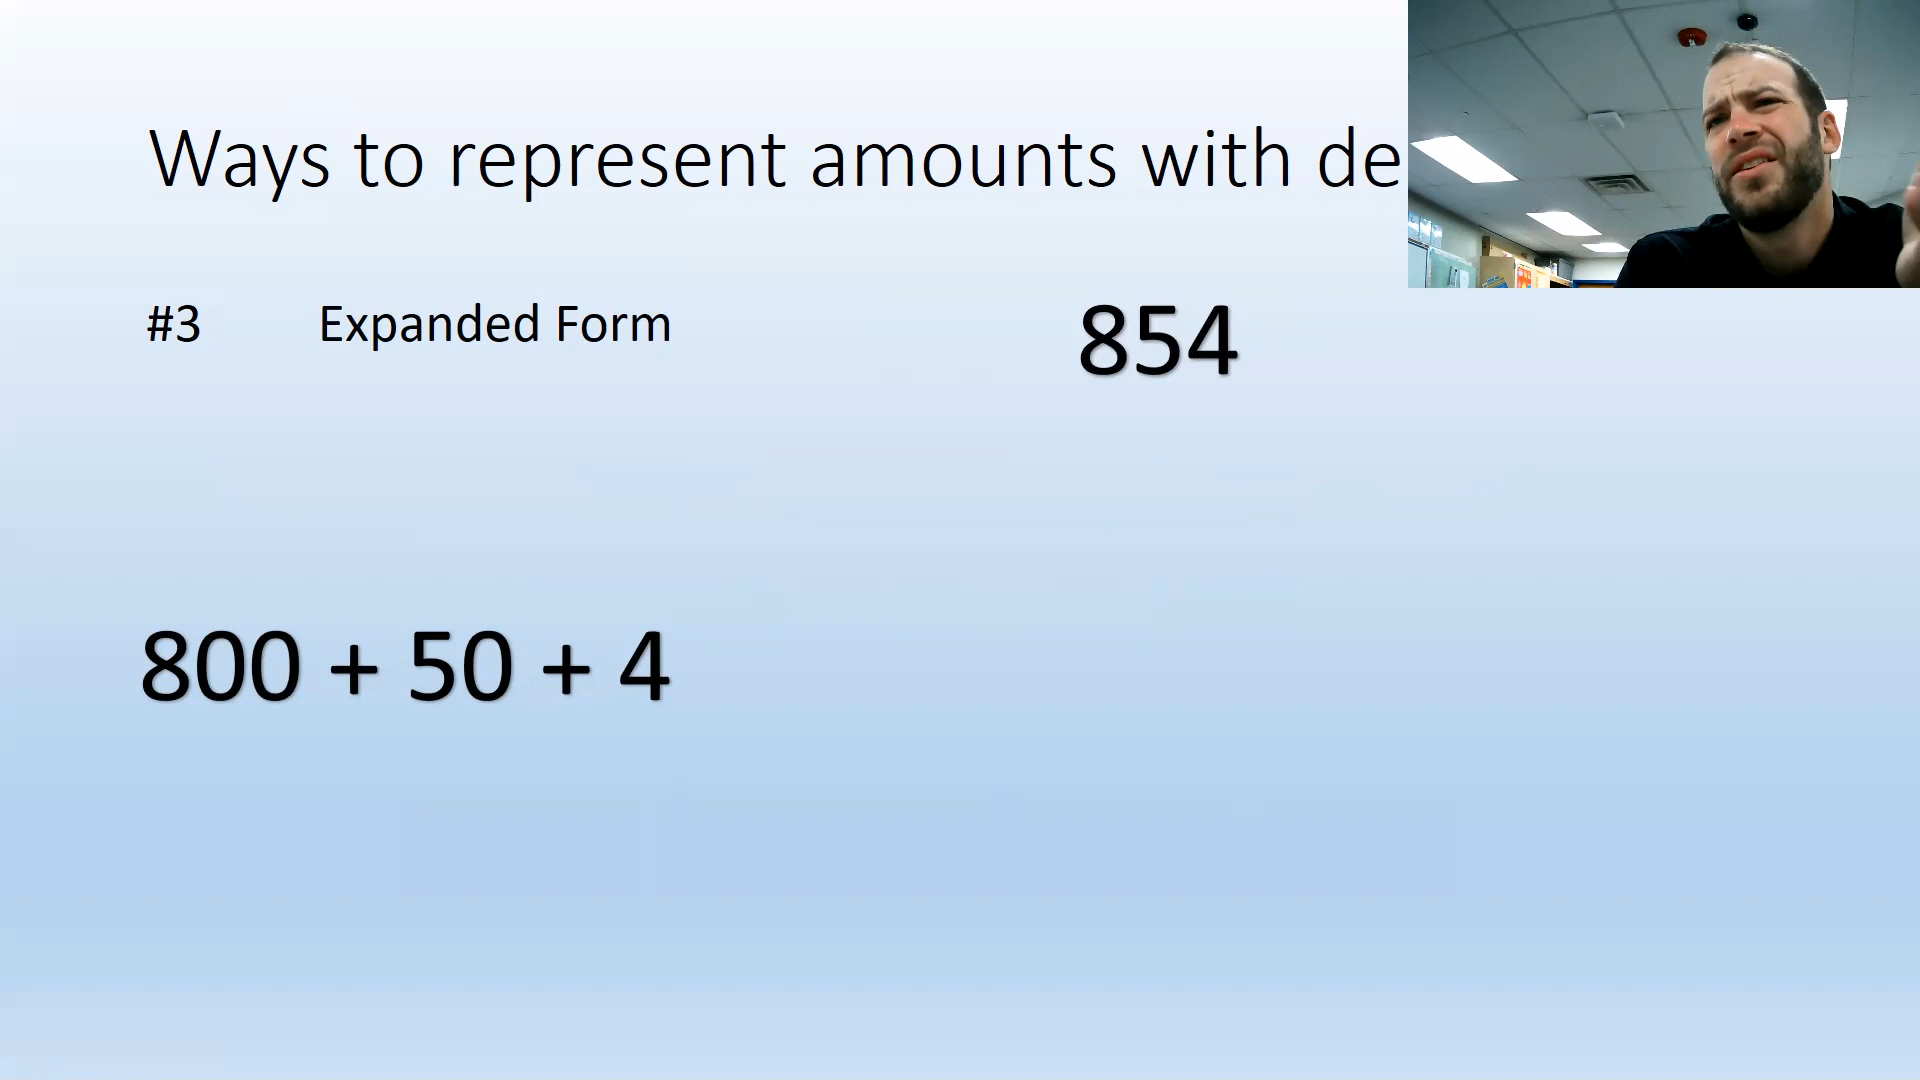 Ways to represent amounts with de
#3 Expanded Form
854
800 + 50 + 4